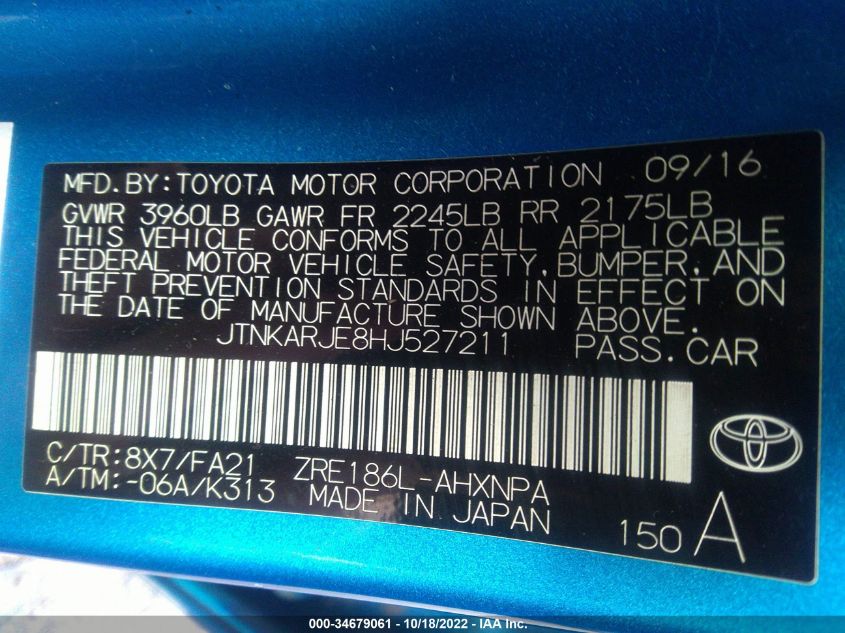 MFD.BY:TOYOTA MOTOR CORPORATION 09/16
GVWR 3960LB GAWR FR 2245LB RR 2175LB
THIS VEHICLE CONFORMS TO ALL APPLICABLE
FEDERAL MOTOR VEHICLE SAFETY,BUMPER,AND
THEFT PREVENTION STANDARDS IN EFFECT ON
THE DATE OF MANUFACTURE SHOWN ABOVE.
JTNKARJE8HJ527211 PASS.CAR
C/TR:8X7/FA21 ZRE186L-AHXNPA
A/TM:-06A/K313 MADE IN JAPAN
150 A
000-34679061 - 10/18/2022 - IAA Inc.